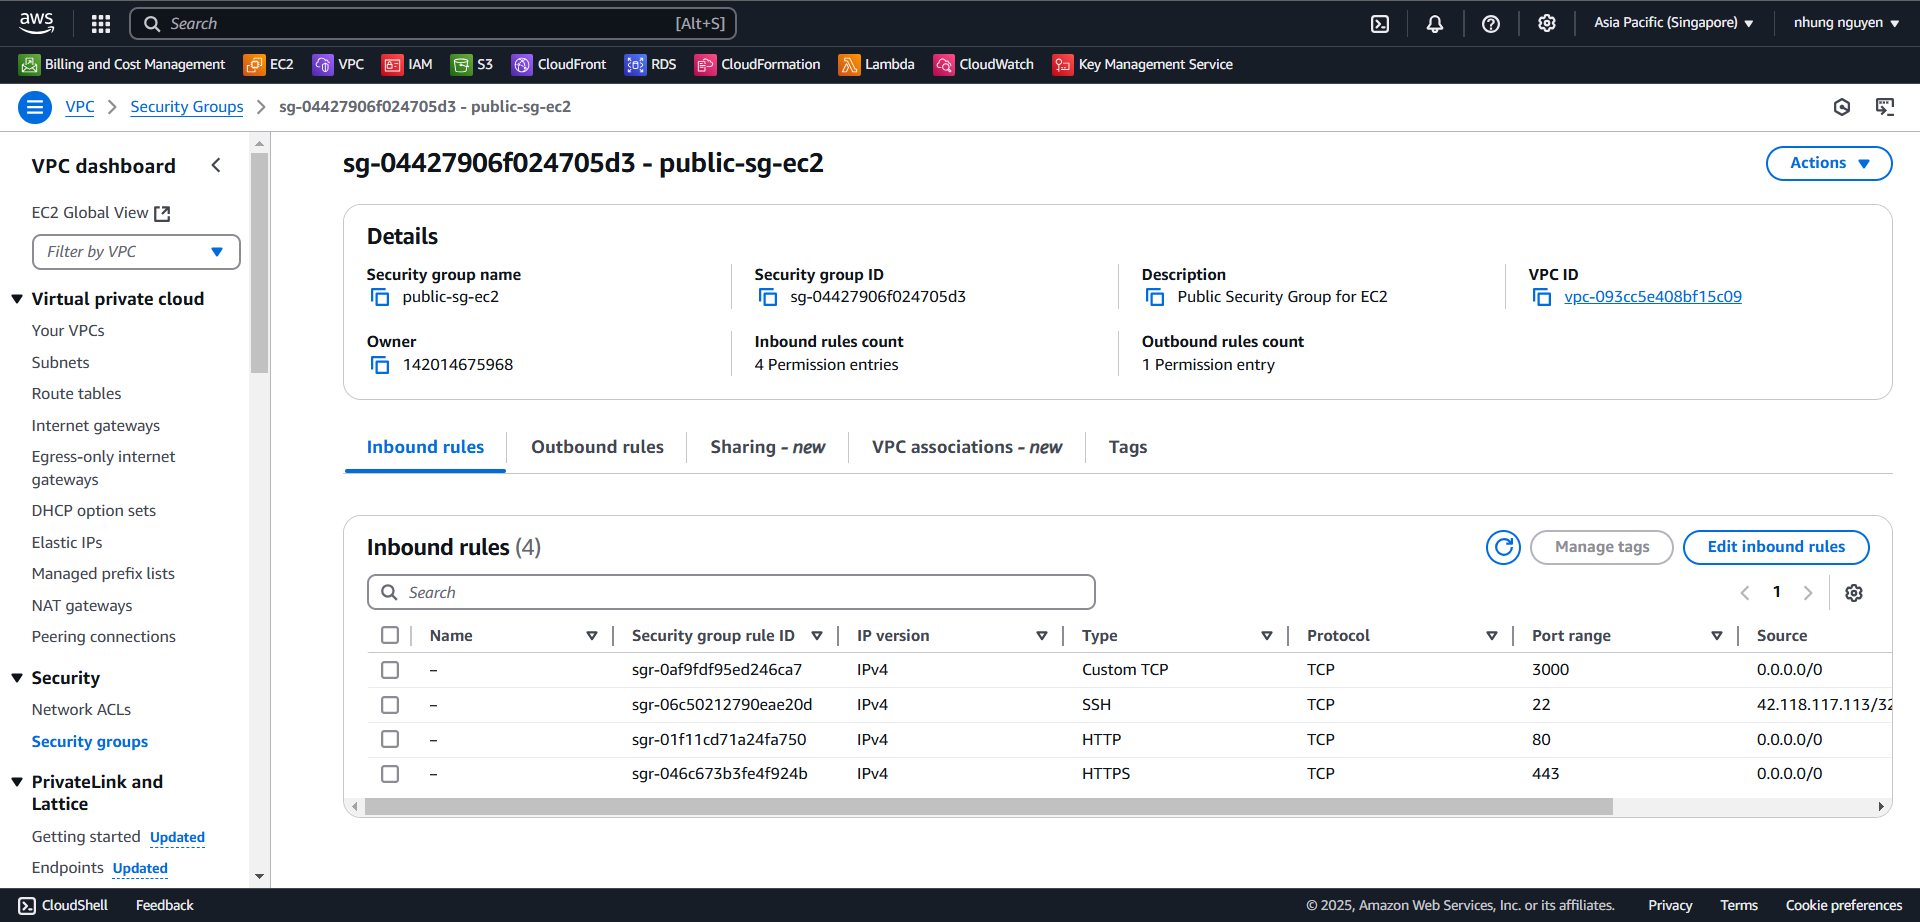 aws
Search [Alt+S]
Asia Pacific (Singapore) nhung nguyen
Billing and Cost Management EC2 VPC IAM S3 CloudFront RDS CloudFormation Lambda CloudWatch Key Management Service
VPC Security Groups sg-04427906f024705d3 - public-sg-ec2
VPC dashboard
EC2 Global View
Filter by VPC
Virtual private cloud
Your VPCs
Subnets
Route tables
Internet gateways
Egress-only internet
gateways
DHCP option sets
Elastic IPs
Managed prefix lists
NAT gateways
Peering connections
Security
Network ACLs
Security groups
PrivateLink and
Lattice
Getting started Updated
Endpoints Updated
sg-04427906f024705d3 - public-sg-ec2
Actions
Details
Security group name Security group ID Description VPC ID
public-sg-ec2 sg-04427906f024705d3 Public Security Group for EC2 vpc-093cc5e408bf15c09
Owner Inbound rules count Outbound rules count
142014675968 4 Permission entries 1 Permission entry
Inbound rules Outbound rules Sharing - new VPC associations - new Tags
Inbound rules (4)
Manage tags Edit inbound rules
Search
1
Name Security group rule ID IP version Type Protocol Port range Source
– sgr-0af9fdf95ed246ca7 IPv4 Custom TCP TCP 3000 0.0.0.0/0
– sgr-06c50212790eae20d IPv4 SSH TCP 22 42.118.117.113/32
– sgr-01f11cd71a24fa750 IPv4 HTTP TCP 80 0.0.0.0/0
– sgr-046c673b3fe4f924b IPv4 HTTPS TCP 443 0.0.0.0/0
CloudShell Feedback © 2025, Amazon Web Services, Inc. or its affiliates. Privacy Terms Cookie preferences